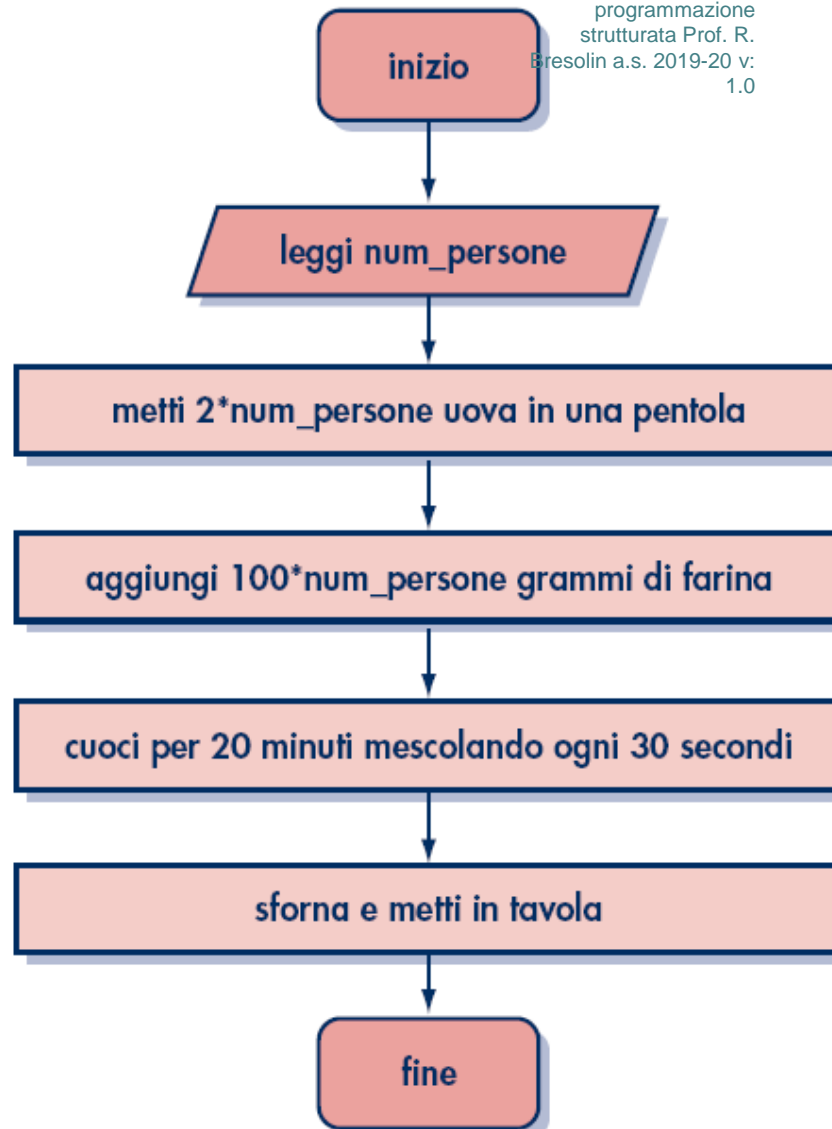 programmazione
strutturata Prof. R.
Bresolin a.s. 2019-20 v:
1.0
inizio
leggi num_persone
metti 2*num_persone uova in una pentola
aggiungi 100*num_persone grammi di farina
cuoci per 20 minuti mescolando ogni 30 secondi
sforna e metti in tavola
fine